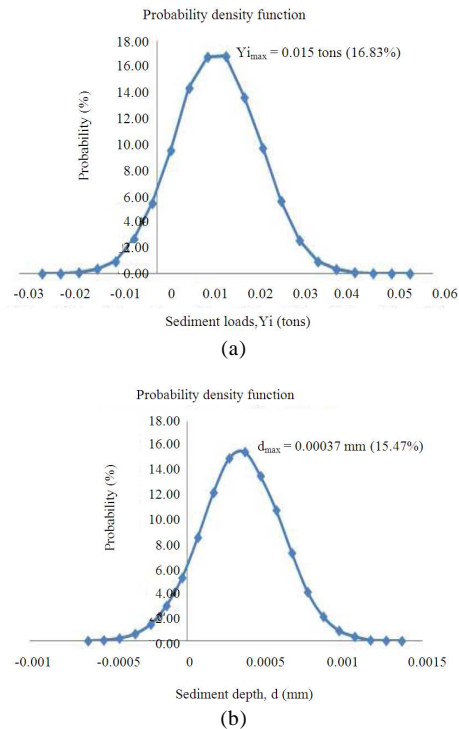 Probability density function
18.00
Yimax = 0.015 tons (16.83%)
16.00
14.00
12.00
10.00
8.00
6.00
4.00
2.00
0.00
Probability (%)
-0.03 -0.02 -0.01 0 0.01 0.02 0.03 0.04 0.05 0.06
Sediment loads,Yi (tons)
(a)
Probability density function
18.00
16.00
dmax = 0.00037 mm (15.47%)
14.00
12.00
10.00
8.00
6.00
4.00
2.00
0.00
Probability (%)
-0.001 -0.0005 0 0.0005 0.001 0.0015
Sediment depth, d (mm)
(b)